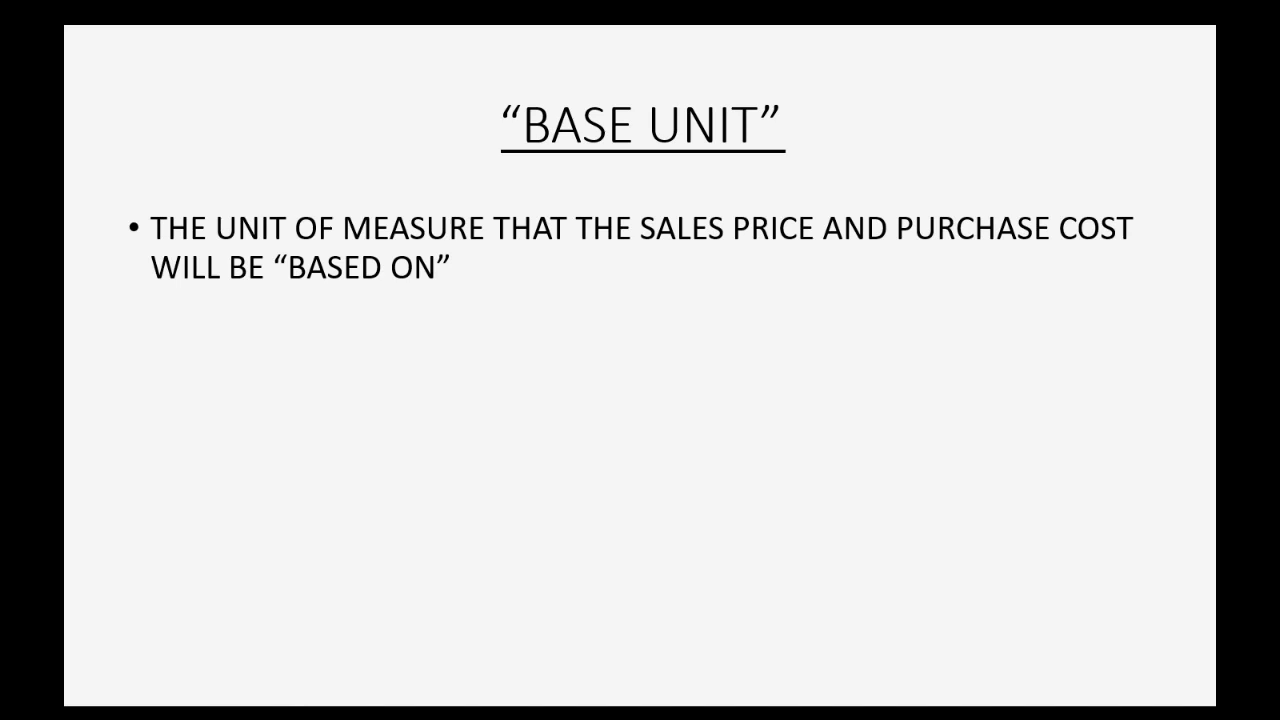 “BASE UNIT”
• THE UNIT OF MEASURE THAT THE SALES PRICE AND PURCHASE COST
WILL BE “BASED ON”